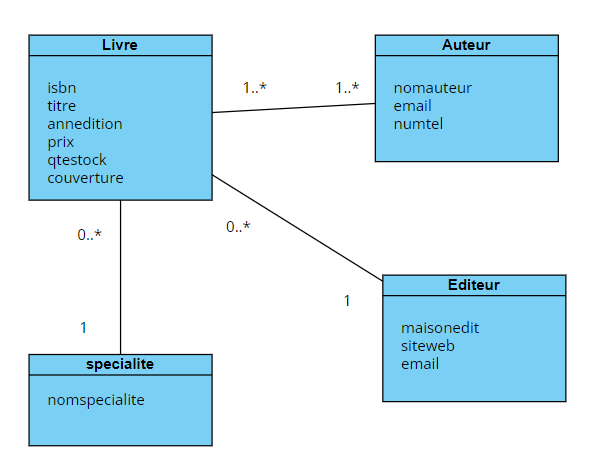 Livre
isbn
titre
annedition
prix
qtestock
couverture
1..*
1..*
Auteur
nomauteur
email
numtel
0..*
1
0..*
1
Editeur
maisonedit
siteweb
email
specialite
nomspecialite